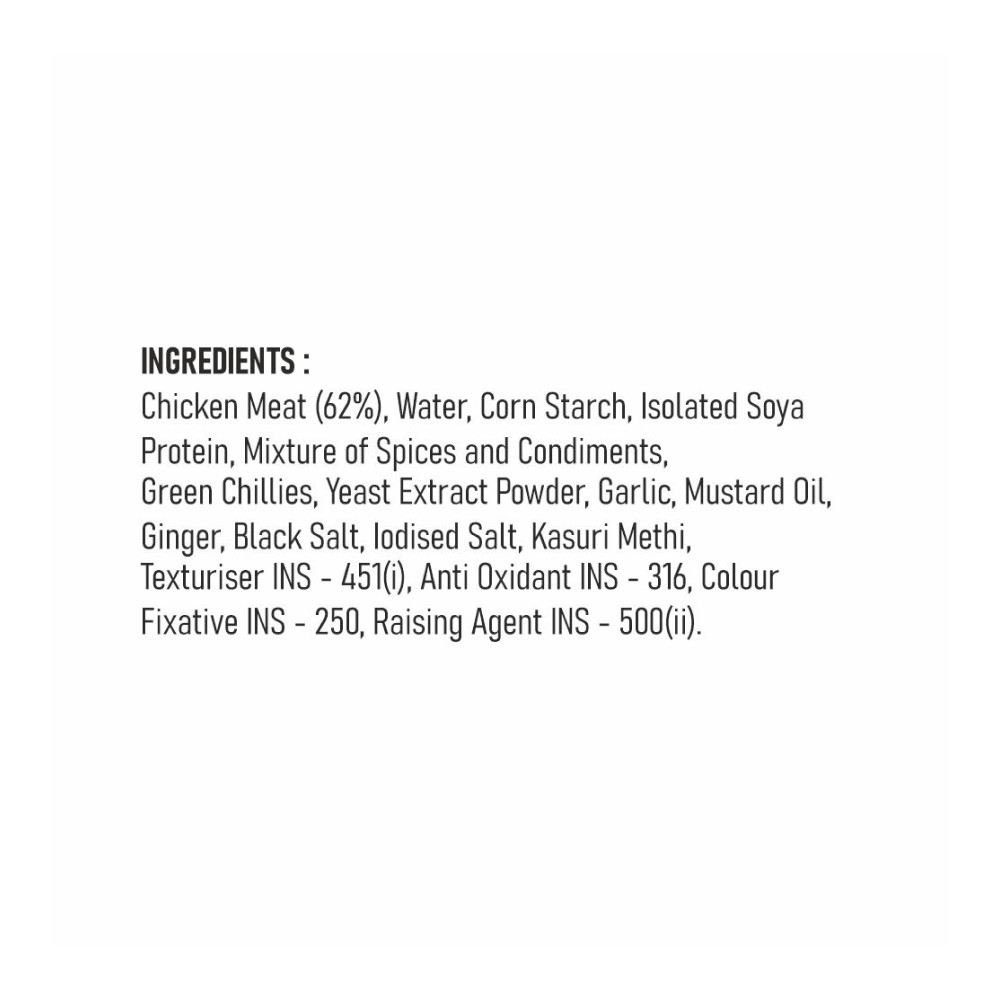 INGREDIENTS :
Chicken Meat (62%), Water, Corn Starch, Isolated Soya
Protein, Mixture of Spices and Condiments,
Green Chillies, Yeast Extract Powder, Garlic, Mustard Oil,
Ginger, Black Salt, Iodised Salt, Kasuri Methi,
Texturiser INS - 451(i), Anti Oxidant INS - 316, Colour
Fixative INS - 250, Raising Agent INS - 500(ii).